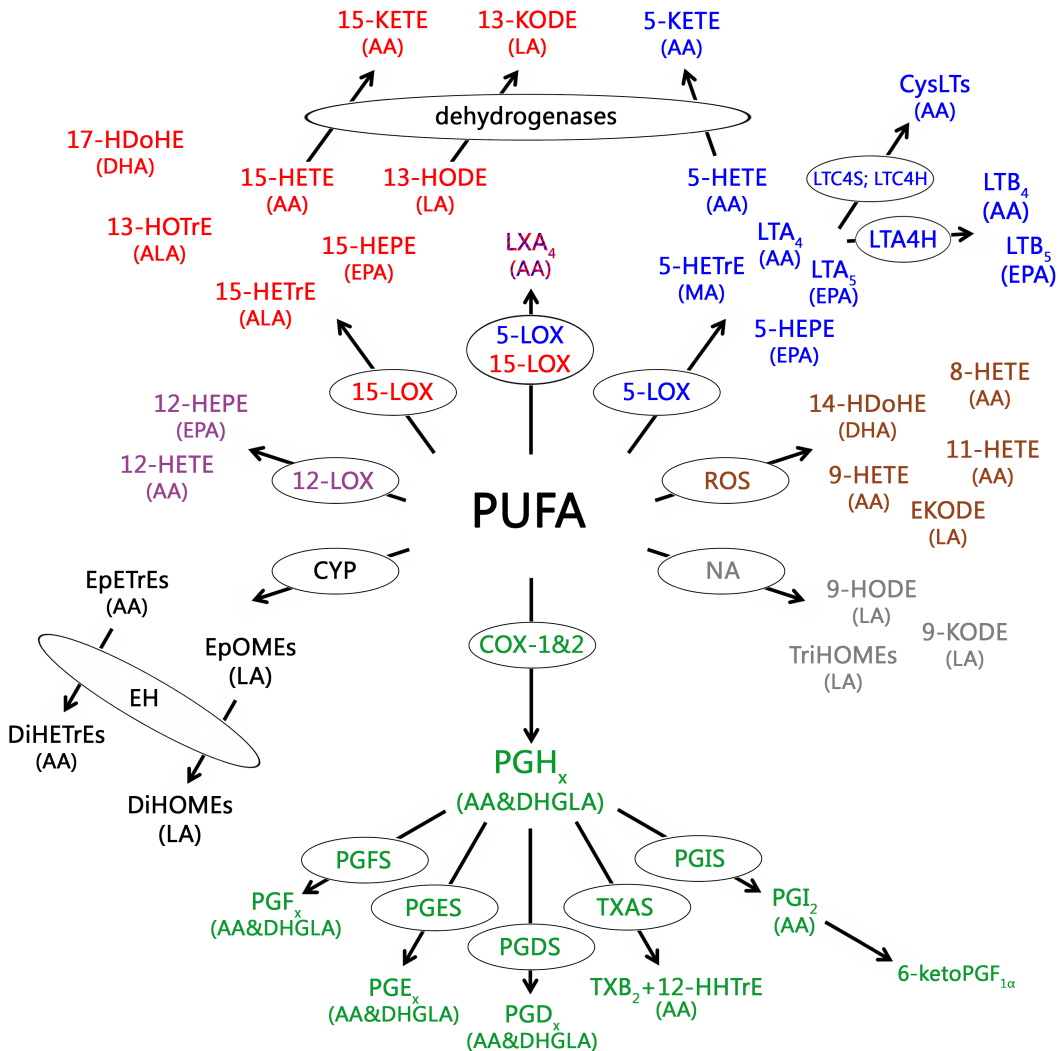 15-KETE
(AA)
13-KODE
(LA)
5-KETE
(AA)
CysLTs
(AA)
dehydrogenases
17-HDoHE
(DHA)
15-HETE
(AA)
13-HODE
(LA)
5-HETE
(AA)
LTC4S; LTC4H
LTB4
(AA)
13-HOTrE
(ALA)
15-HEPE
(EPA)
LXA4
(AA)
LTA4
(AA)
LTA4H
LTB5
(EPA)
5-HETrE
(MA)
LTA5
(EPA)
15-HETrE
(ALA)
5-HEPE
(EPA)
5-LOX
15-LOX
15-LOX
5-LOX
8-HETE
(AA)
12-HEPE
(EPA)
14-HDoHE
(DHA)
12-HETE
(AA)
12-LOX
ROS
11-HETE
(AA)
9-HETE
(AA)
PUFA
EKODE
(LA)
CYP
NA
EpETrEs
(AA)
9-HODE
(LA)
COX-1&2
9-KODE
(LA)
EpOMEs
(LA)
TriHOMEs
(LA)
EH
DiHETrEs
(AA)
PGHx
(AA&DHGLA)
DiHOMEs
(LA)
PGFS
PGIS
PGFx
(AA&DHGLA)
PGES
TXAS
PGI2
(AA)
PGDS
6-ketoPGF1α
PGEx
(AA&DHGLA)
TXB2+12-HHTrE
(AA)
PGDx
(AA&DHGLA)